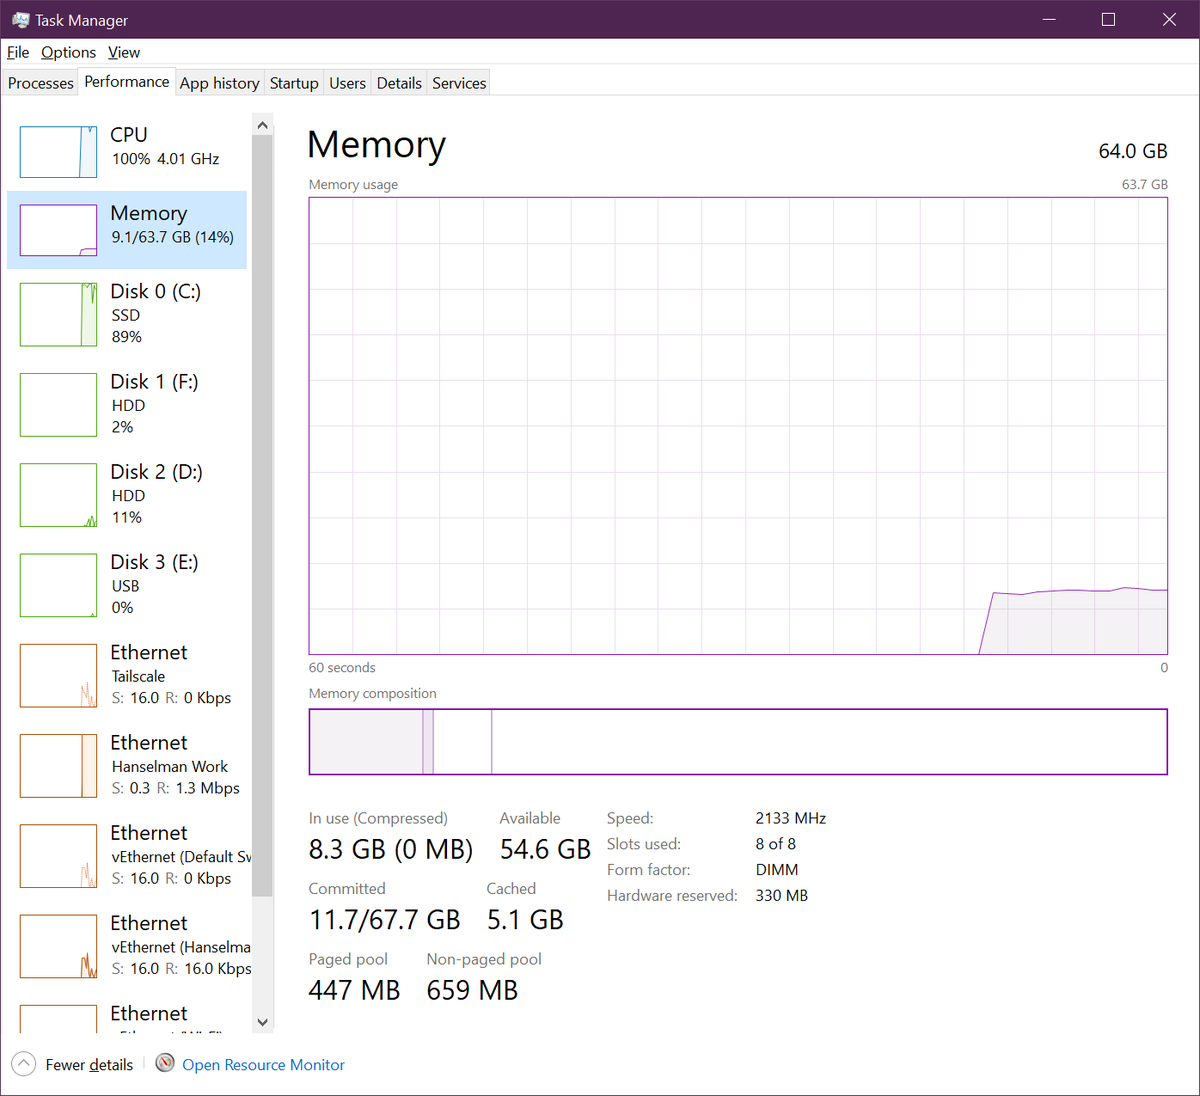 Task Manager
File Options View
Processes Performance App history Startup Users Details Services
CPU
100% 4.01 GHz
Memory
9.1/63.7 GB (14%)
Disk 0 (C:)
SSD
89%
Disk 1 (F:)
HDD
2%
Disk 2 (D:)
HDD
11%
Disk 3 (E:)
USB
0%
Ethernet
Tailscale
S: 16.0 R: 0 Kbps
Ethernet
Hanselman Work
S: 0.3 R: 1.3 Mbps
Ethernet
vEthernet (Default Sw
S: 16.0 R: 0 Kbps
Ethernet
vEthernet (Hanselma
S: 16.0 R: 16.0 Kbps
Ethernet
Memory 64.0 GB
Memory usage 63.7 GB
60 seconds 0
Memory composition
In use (Compressed) Available
8.3 GB (0 MB) 54.6 GB
Committed Cached
11.7/67.7 GB 5.1 GB
Paged pool Non-paged pool
447 MB 659 MB
Speed: 2133 MHz
Slots used: 8 of 8
Form factor: DIMM
Hardware reserved: 330 MB
Fewer details Open Resource Monitor